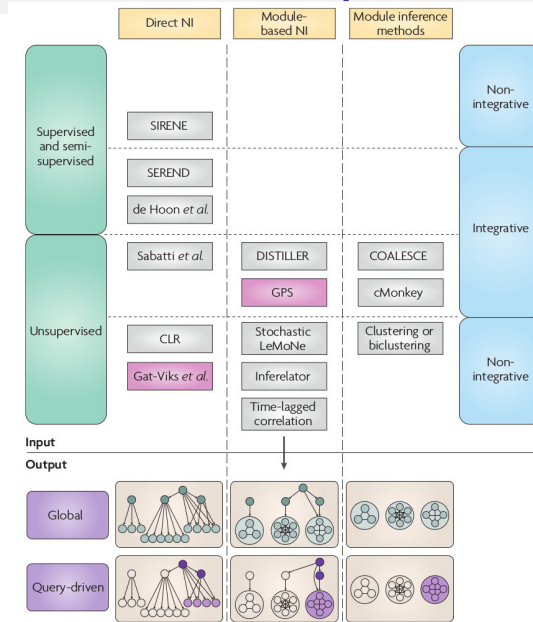 Direct NI
Module-
based NI
Module inference
methods
Supervised
and semi-
supervised
Non-
integrative
SIRENE
SEREND
de Hoon et al.
Integrative
Sabatti et al.
DISTILLER
COALESCE
GPS
cMonkey
Unsupervised
CLR
Stochastic
LeMoNe
Clustering or
biclustering
Non-
integrative
Gat-Viks et al.
Inferelator
Time-lagged
correlation
Input
Output
Global
Query-driven